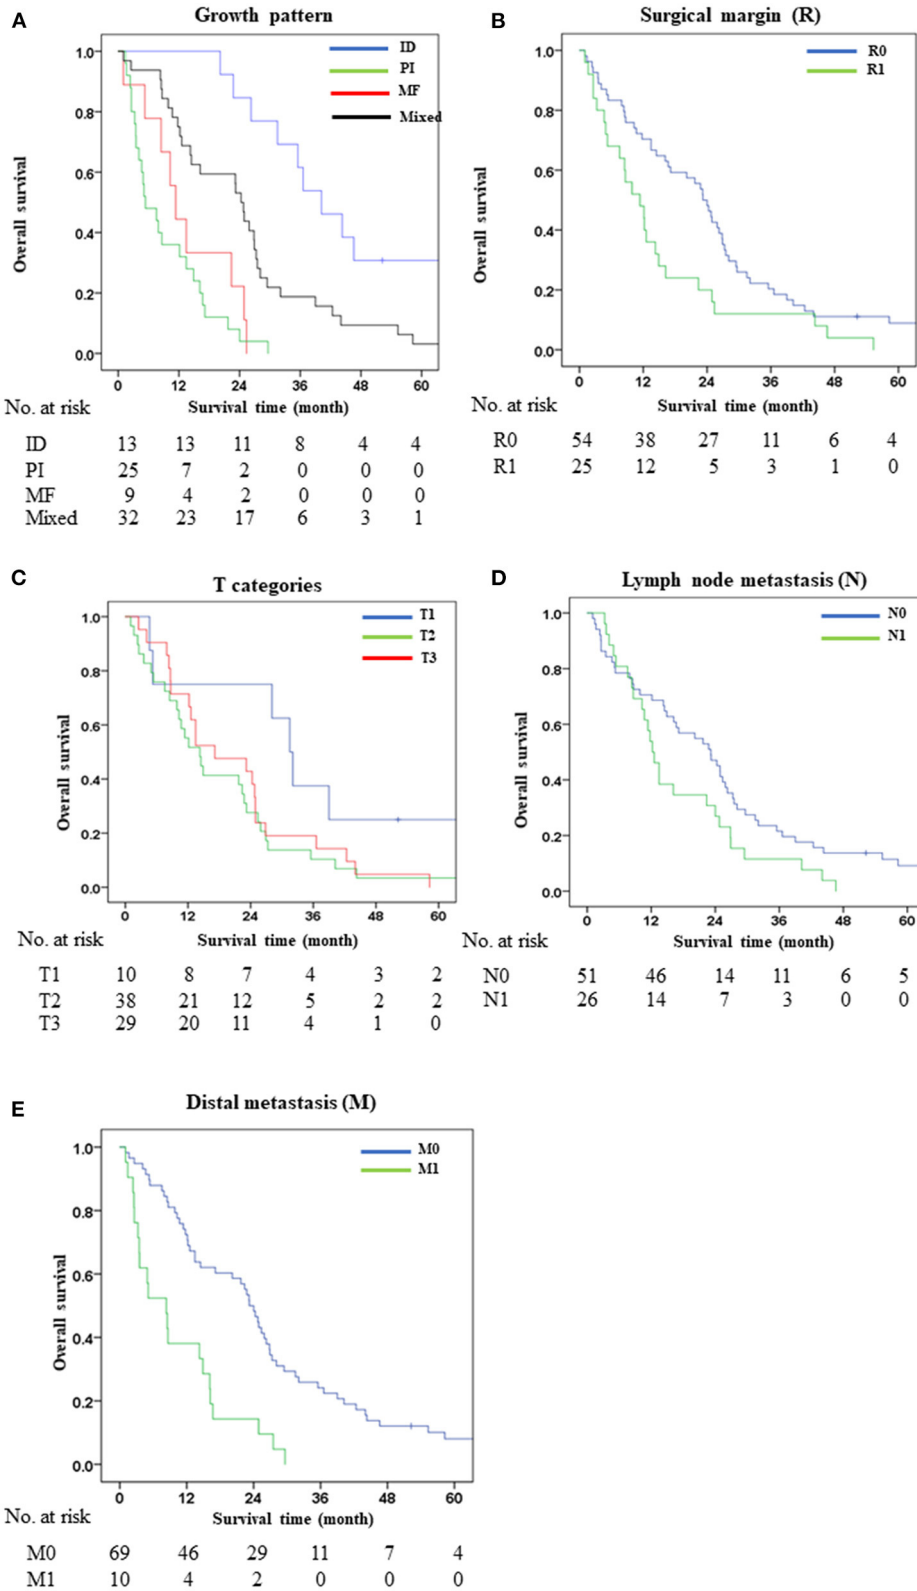 A
Growth pattern
ID
PI
MF
Mixed
Overall survival
1.0
0.8
0.6
0.4
0.2
0.0
0 12 24 36 48 60
No. at risk
Survival time (month)
ID 13 13 11 8 4 4
PI 25 7 2 0 0 0
MF 9 4 2 0 0 0
Mixed 32 23 17 6 3 1
B
Surgical margin (R)
R0
R1
Overall survival
1.0
0.8
0.6
0.4
0.2
0.0
0 12 24 36 48 60
No. at risk
Survival time (month)
R0 54 38 27 11 6 4
R1 25 12 5 3 1 0
C
T categories
T1
T2
T3
Overall survival
1.0
0.8
0.6
0.4
0.2
0.0
0 12 24 36 48 60
No. at risk
Survival time (month)
T1 10 8 7 4 3 2
T2 38 21 12 5 2 2
T3 29 20 11 4 1 0
D
Lymph node metastasis (N)
N0
N1
Overall survival
1.0
0.8
0.6
0.4
0.2
0.0
0 12 24 36 48 60
No. at risk
Survival time (month)
N0 51 46 14 11 6 5
N1 26 14 7 3 0 0
E
Distal metastasis (M)
M0
M1
Overall survival
1.0
0.8
0.6
0.4
0.2
0.0
0 12 24 36 48 60
No. at risk
Survival time (month)
M0 69 46 29 11 7 4
M1 10 4 2 0 0 0